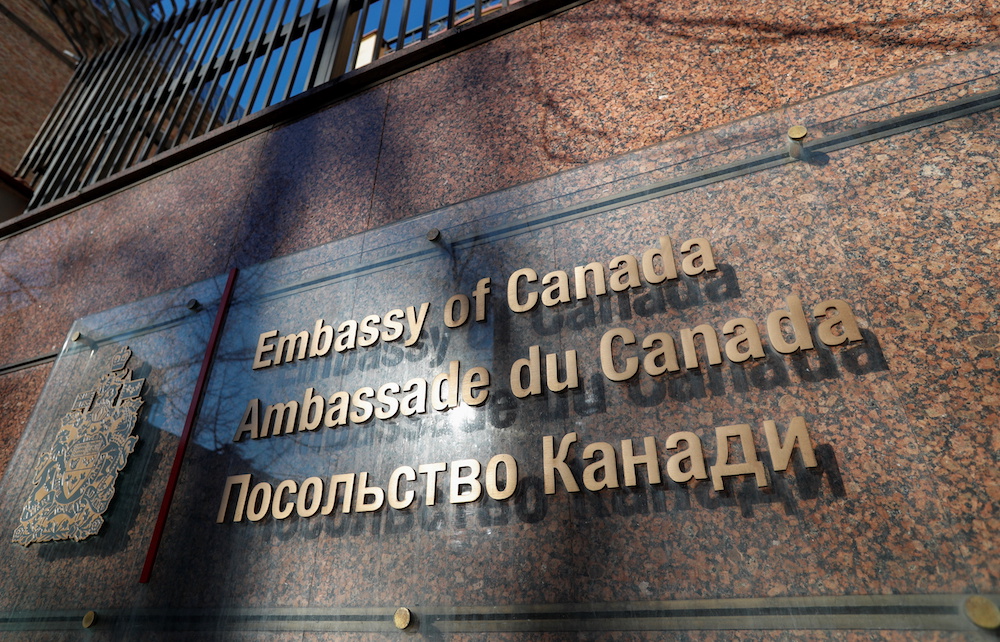 Embassy of Canada
Ambassade du Canada
Посольство Канади